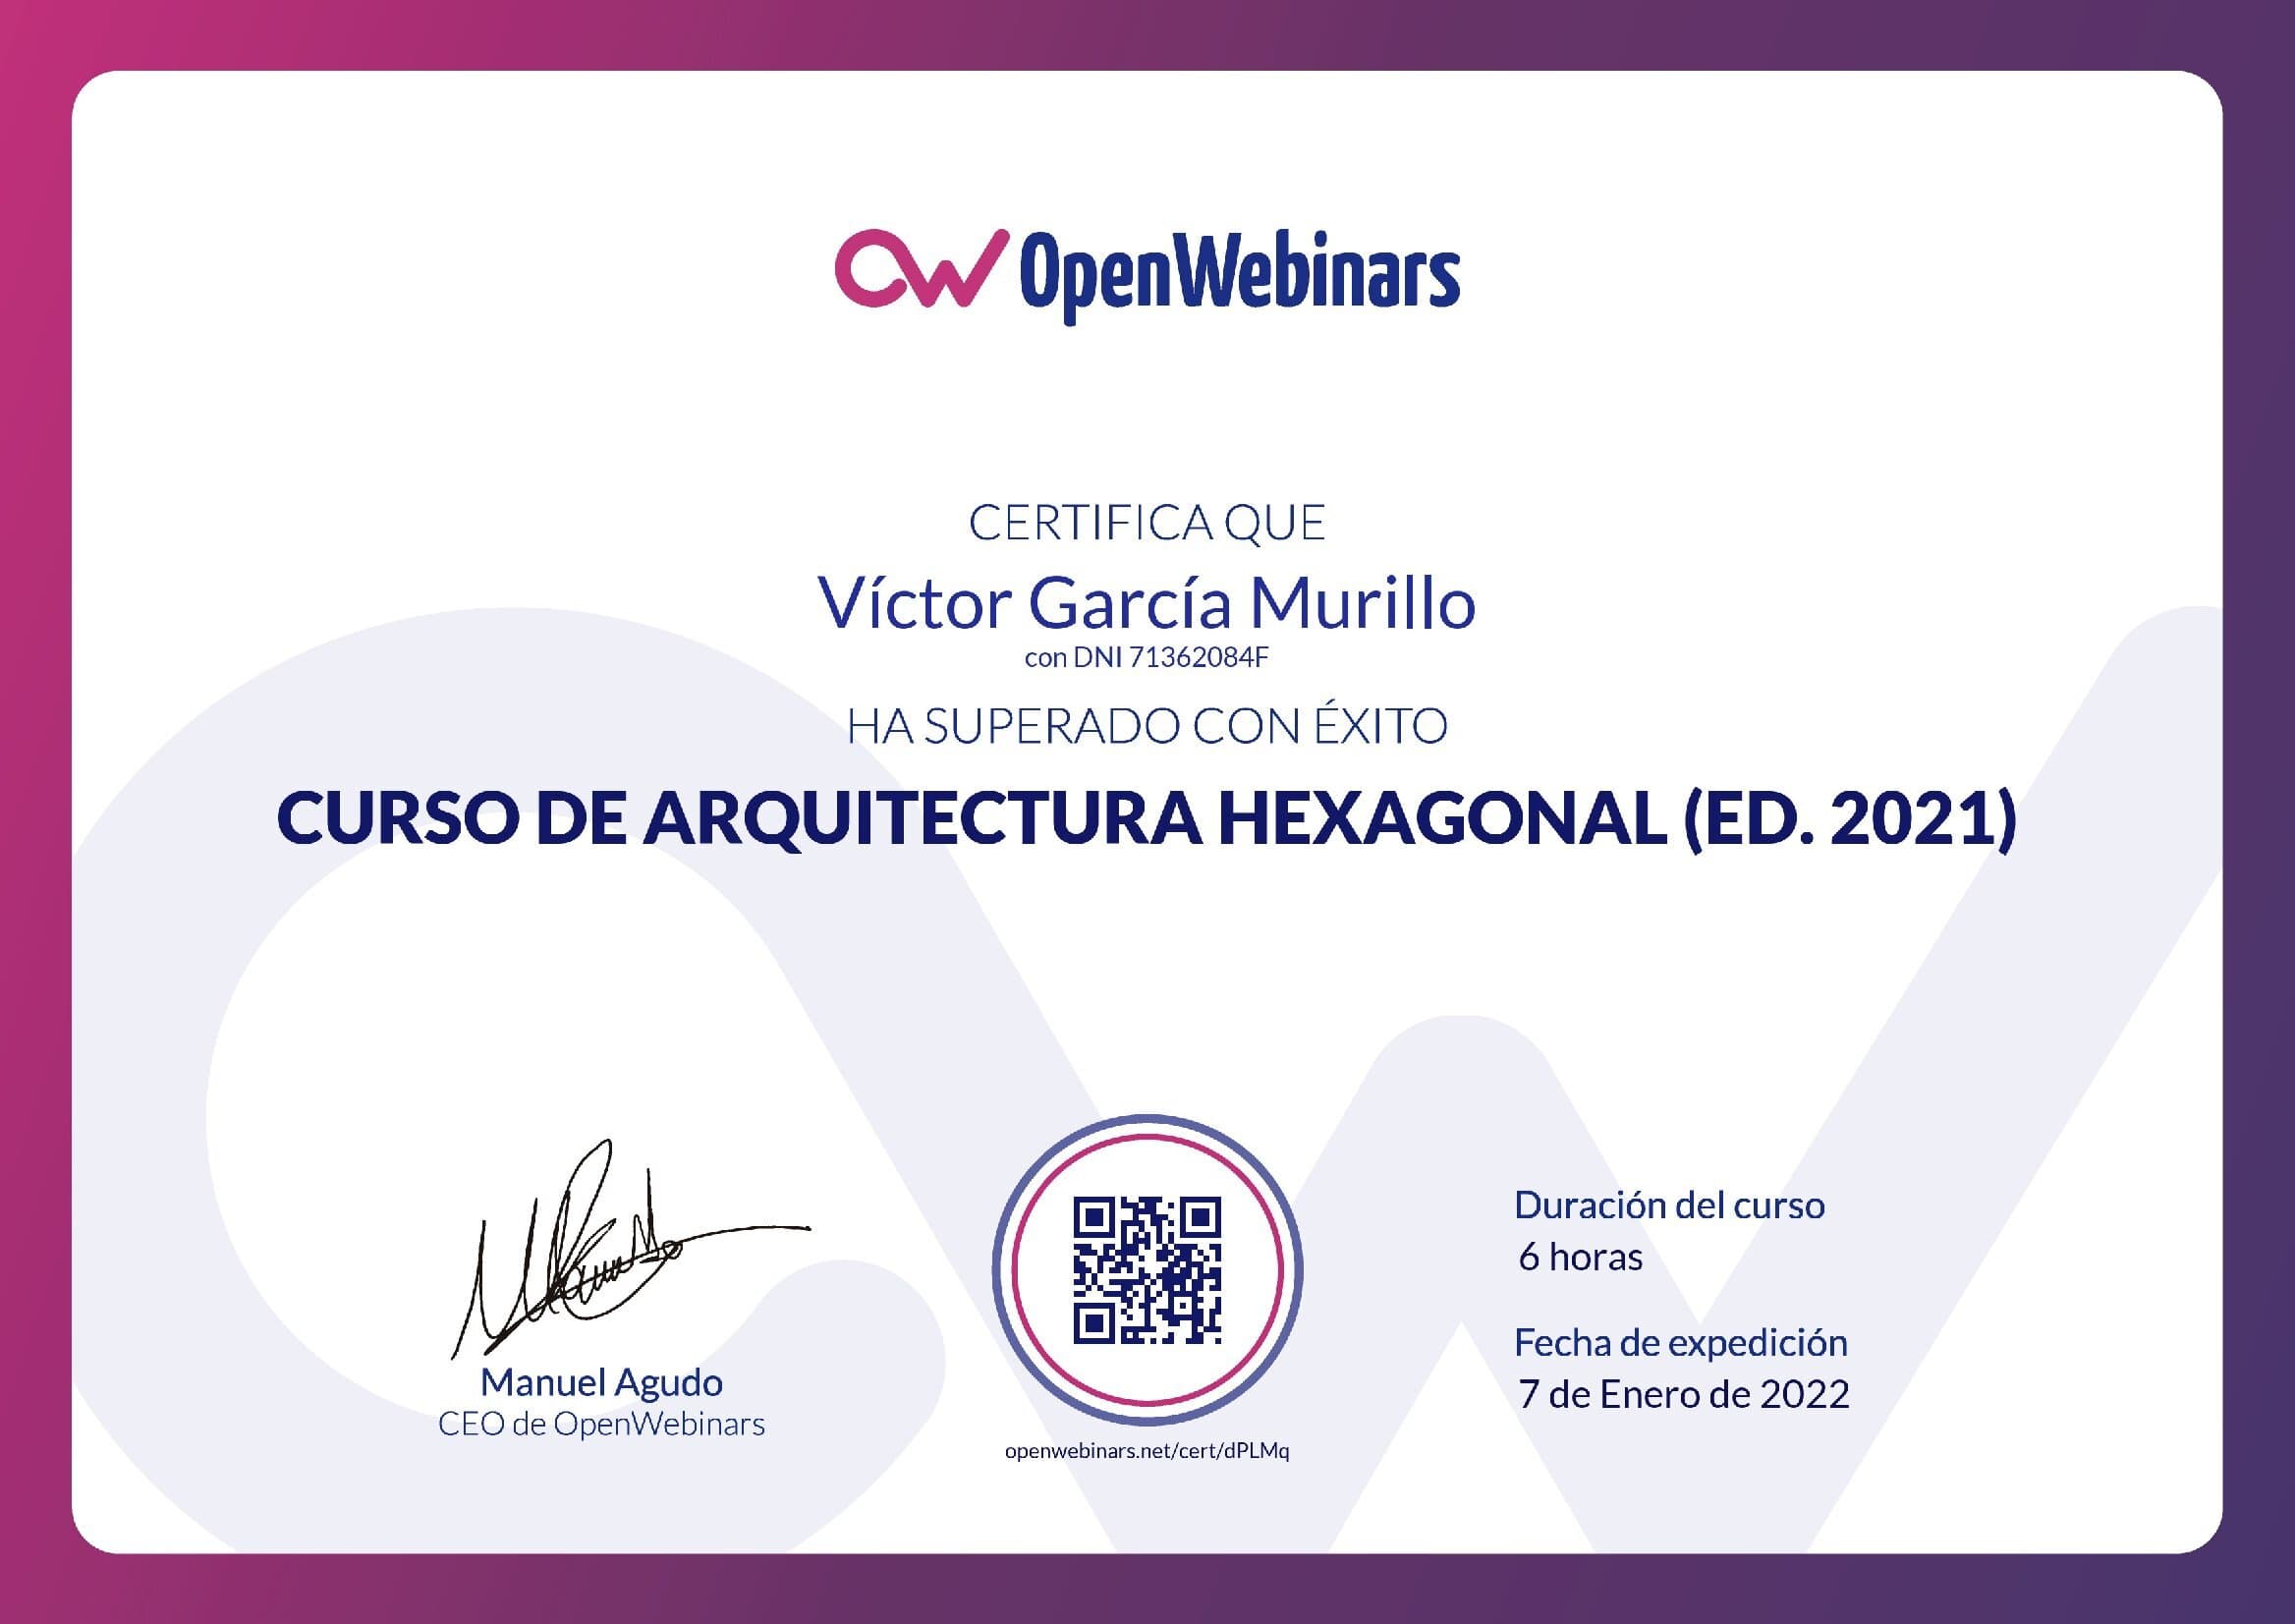 OpenWebinars
CERTIFICA QUE
Víctor García Murillo
con DNI 71362084F
HA SUPERADO CON ÉXITO
CURSO DE ARQUITECTURA HEXAGONAL (ED. 2021)
Manuel Agudo
CEO de OpenWebinars
openwebinars.net/cert/dPLMq
Duración del curso
6 horas
Fecha de expedición
7 de Enero de 2022